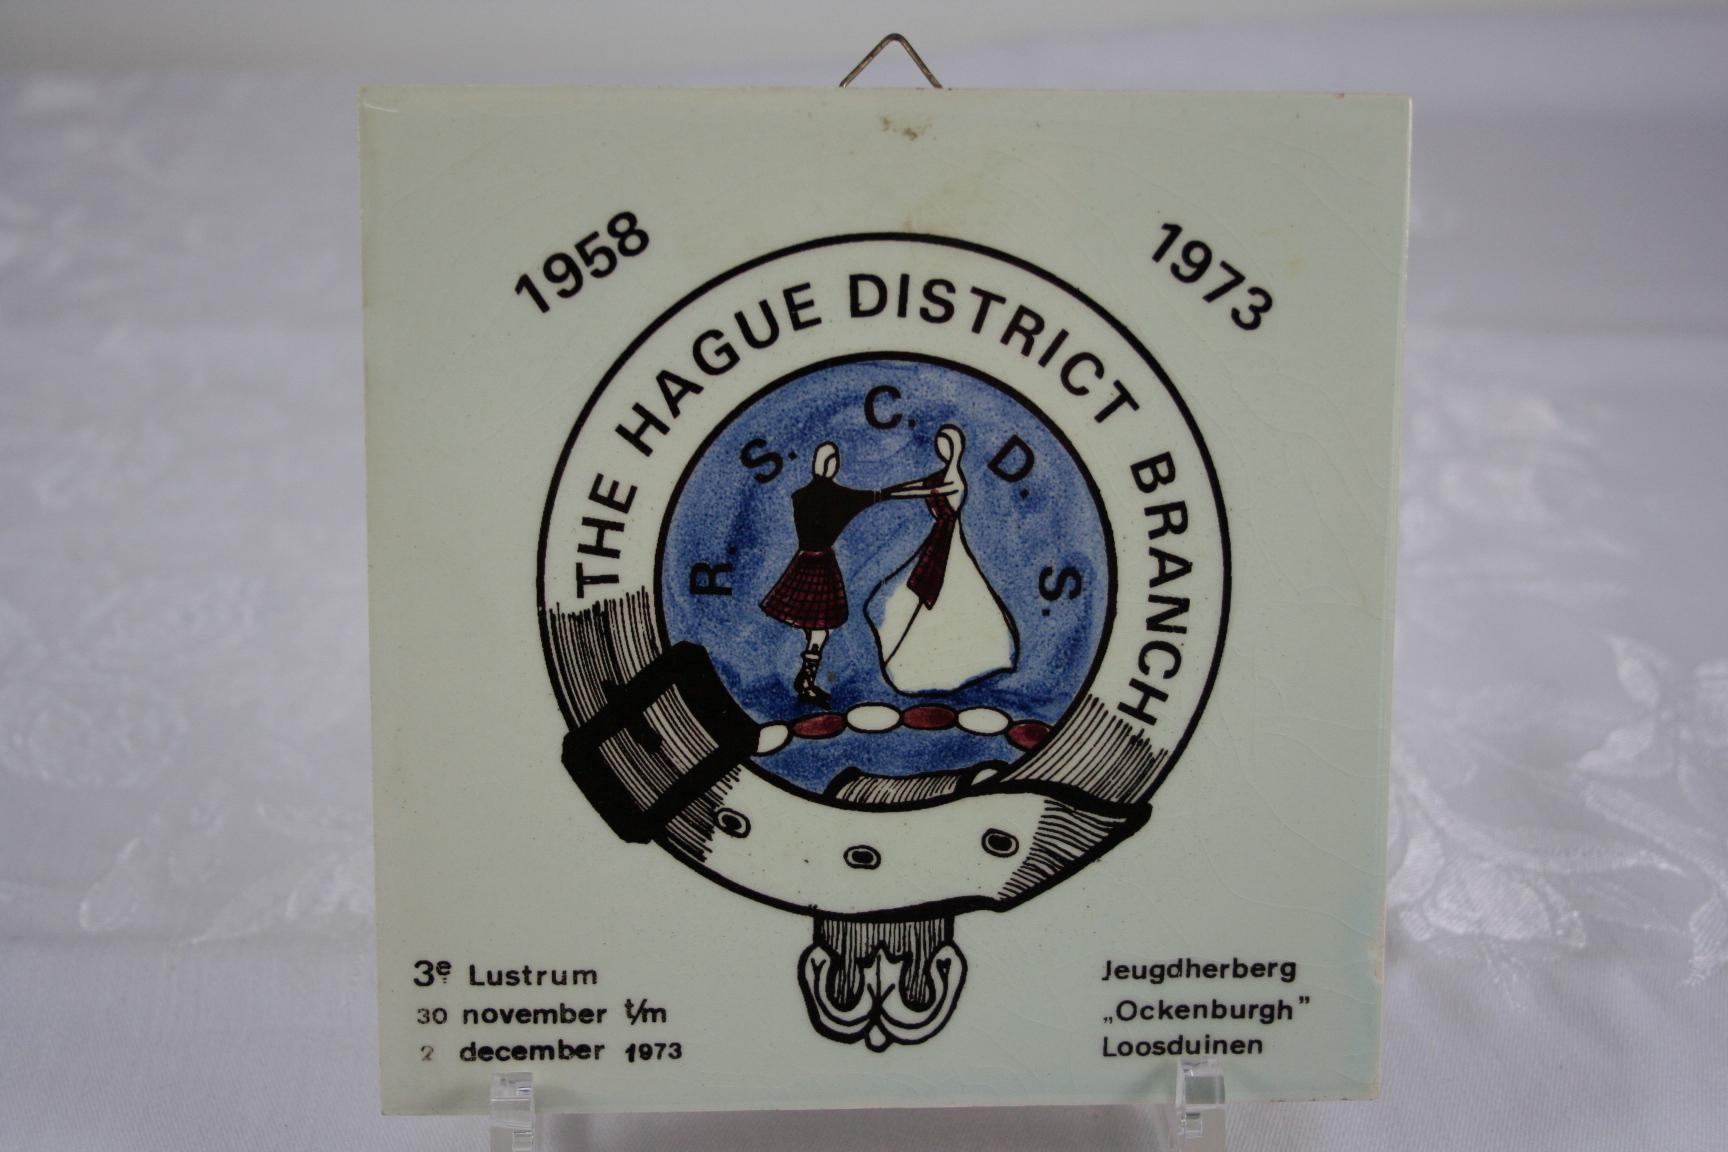 1958
1973
THE HAGUE DISTRICT BRANCH
R. S. C. D. S.
3e Lustrum
30 november t/m
2 december 1973
Jeugdherberg
„Ockenburgh”
Loosduinen